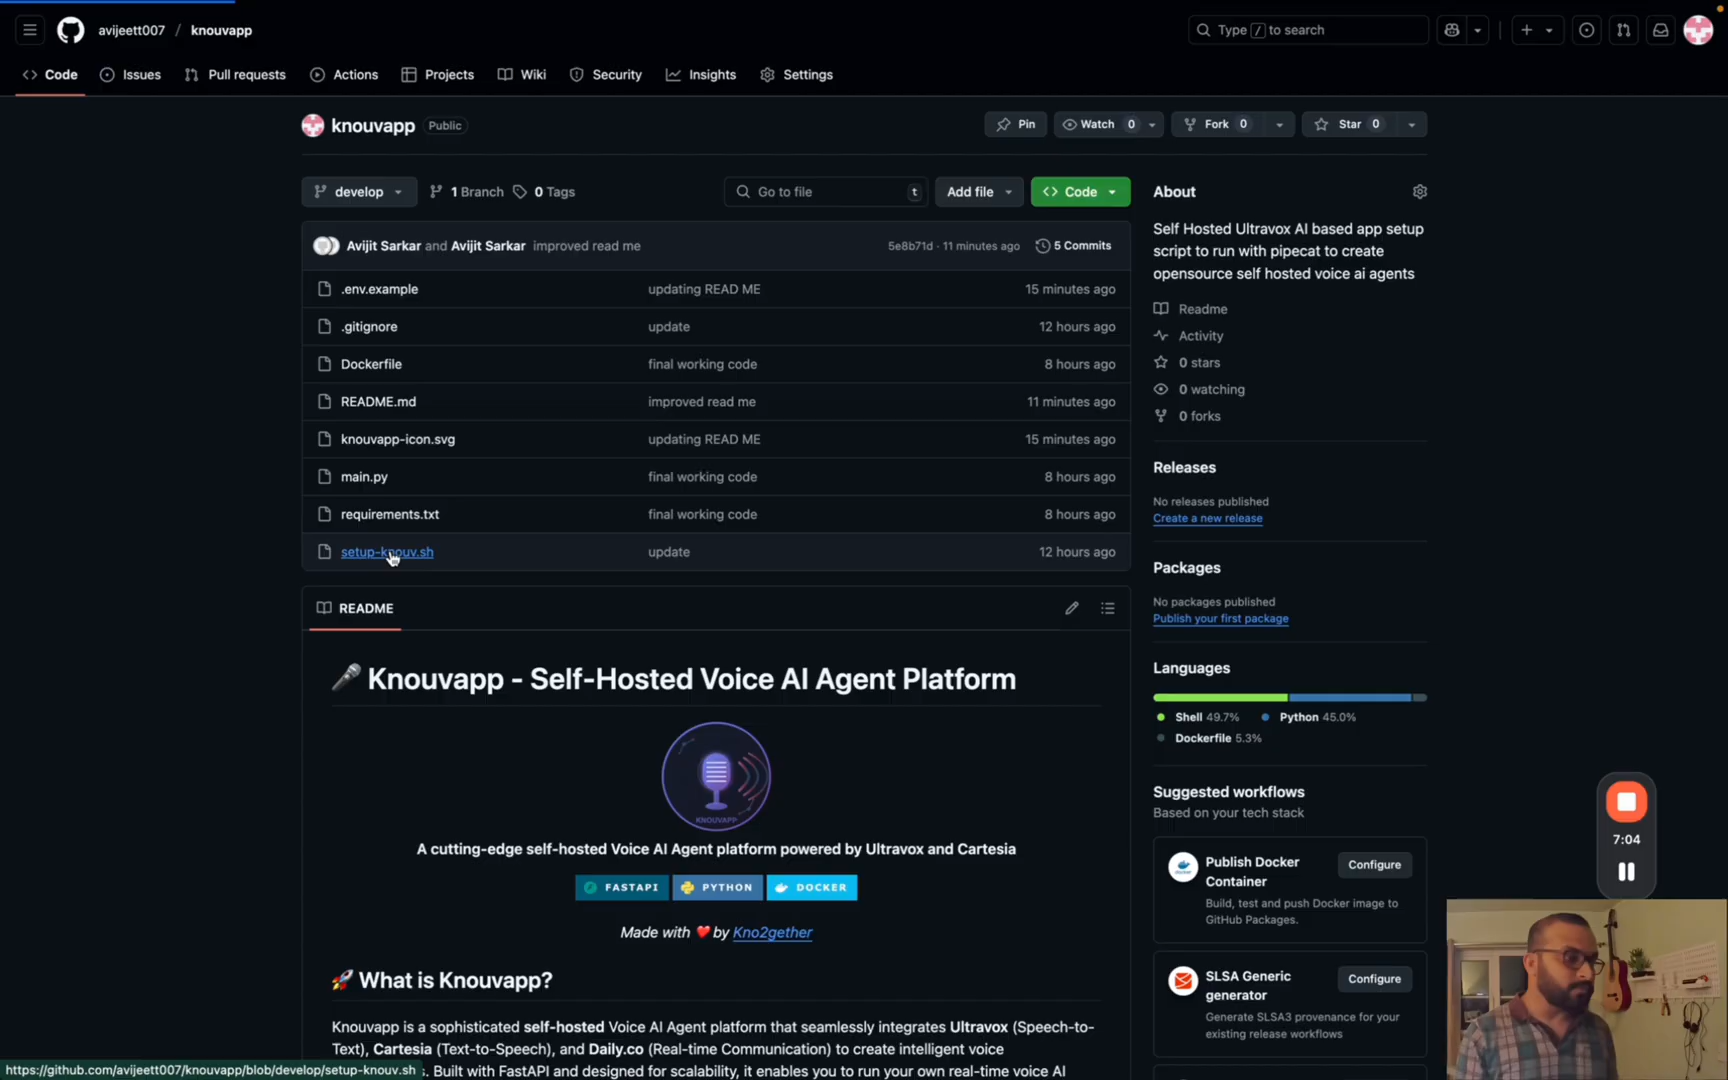 avijeett007 / knouvapp
Type / to search
Code
Issues
Pull requests
Actions
Projects
Wiki
Security
Insights
Settings
knouvapp Public
Pin
Watch 0
Fork 0
Star 0
develop
1 Branch
0 Tags
Go to file t
Add file
Code
Avijit Sarkar and Avijit Sarkar improved read me 5e8b71d · 11 minutes ago 5 Commits
.env.example updating READ ME 15 minutes ago
.gitignore update 12 hours ago
Dockerfile final working code 8 hours ago
README.md improved read me 11 minutes ago
knouvapp-icon.svg updating READ ME 15 minutes ago
main.py final working code 8 hours ago
requirements.txt final working code 8 hours ago
setup-knouv.sh update 12 hours ago
README
🎤 Knouvapp - Self-Hosted Voice AI Agent Platform
KNOUVAPP
A cutting-edge self-hosted Voice AI Agent platform powered by Ultravox and Cartesia
FASTAPI PYTHON DOCKER
Made with ❤️ by Kno2gether
🚀 What is Knouvapp?
Knouvapp is a sophisticated self-hosted Voice AI Agent platform that seamlessly integrates Ultravox (Speech-to-
Text), Cartesia (Text-to-Speech), and Daily.co (Real-time Communication) to create intelligent voice
s. Built with FastAPI and designed for scalability, it enables you to run your own real-time voice AI
https://github.com/avijeett007/knouvapp/blob/develop/setup-knouv.sh
About
Self Hosted Ultravox AI based app setup
script to run with pipecat to create
opensource self hosted voice ai agents
Readme
Activity
0 stars
0 watching
0 forks
Releases
No releases published
Create a new release
Packages
No packages published
Publish your first package
Languages
Shell 49.7% Python 45.0%
Dockerfile 5.3%
Suggested workflows
Based on your tech stack
Publish Docker
Container
Configure
Build, test and push Docker image to
GitHub Packages.
SLSA Generic
generator
Configure
Generate SLSA3 provenance for your
existing release workflows
7:04